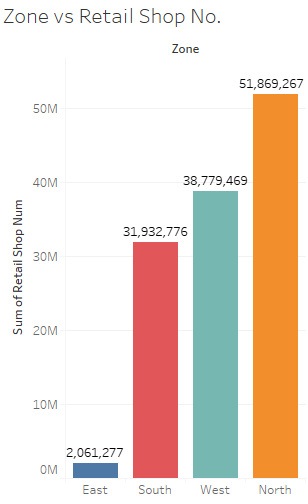 Zone vs Retail Shop No.
Zone
51,869,267
50M
40M
38,779,469
31,932,776
30M
Sum of Retail Shop Num
20M
10M
2,061,277
0M
East South West North